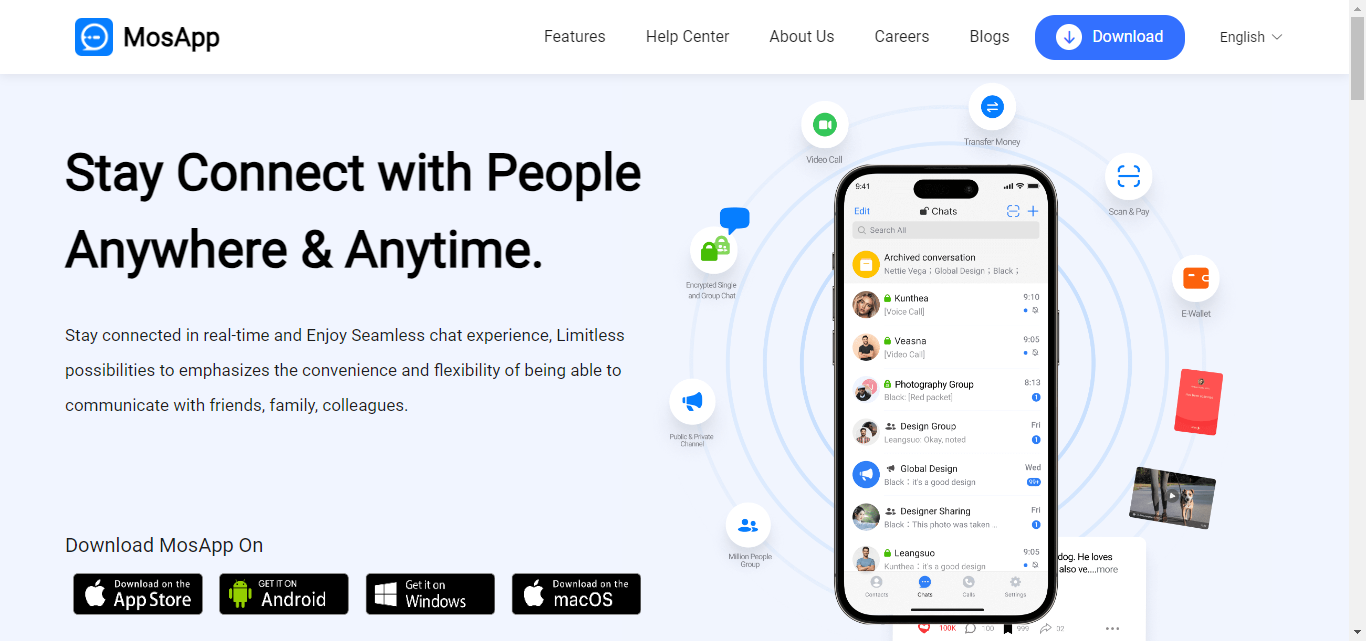 MosApp
Features
Help Center
About Us
Careers
Blogs
Download
English
Stay Connect with People
Anywhere & Anytime.
Stay connected in real-time and Enjoy Seamless chat experience, Limitless
possibilities to emphasizes the convenience and flexibility of being able to
communicate with friends, family, colleagues.
Download MosApp On
Download on the
App Store
GET IT ON
Android
Get it on
Windows
Download on the
macOS
Video Call
Transfer Money
Scan & Pay
E-Wallet
Encrypted Single
and Group Chat
Public & Private
Channel
Million People
Group
9:41
Edit
Chats
Search All
Archived conversation
Nettie Vega ; Global Design ; Black ;
Kunthea
9:10
[Voice Call]
Veasna
9:05
[Video Call]
Photography Group
8:13
Black: [Red packet]
1
Design Group
Fri
Leangsuo: Okay, noted
1
Global Design
Wed
Black : it's a good design
99+
Designer Sharing
Fri
Black : This photo was taken ...
1
Leangsuo
9:05
Kunthea : it's a good design
Contacts
Chats
Calls
Settings
dog. He loves
also ve....more
100K
100
999
32